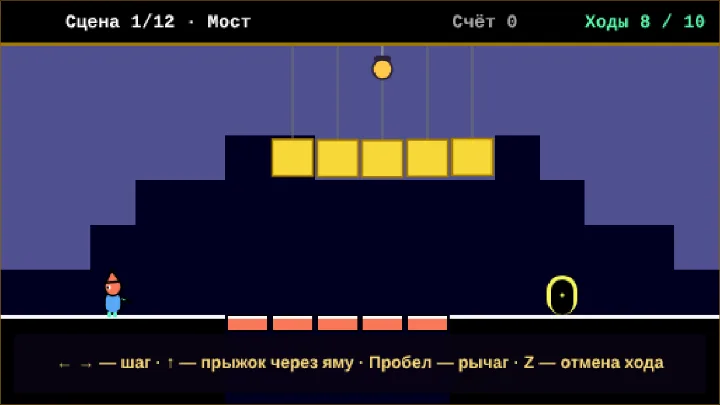 Сцена 1/12 · Мост Счёт 0 Ходы 8 / 10
← → — шаг · ↑ — прыжок через яму · Пробел — рычаг · Z — отмена хода